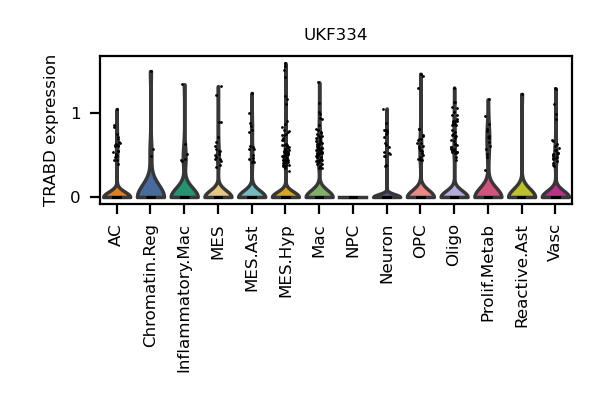 UKF334
TRABD expression
1
0
AC
Chromatin.Reg
Inflammatory.Mac
MES
MES.Ast
MES.Hyp
Mac
NPC
Neuron
OPC
Oligo
Prolif.Metab
Reactive.Ast
Vasc